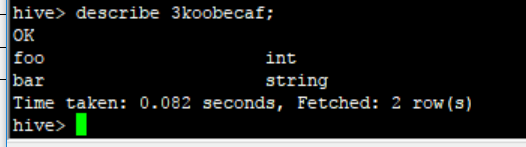 hive> describe 3koobecaf;
OK
foo                     int
bar                     string
Time taken: 0.082 seconds, Fetched: 2 row(s)
hive>